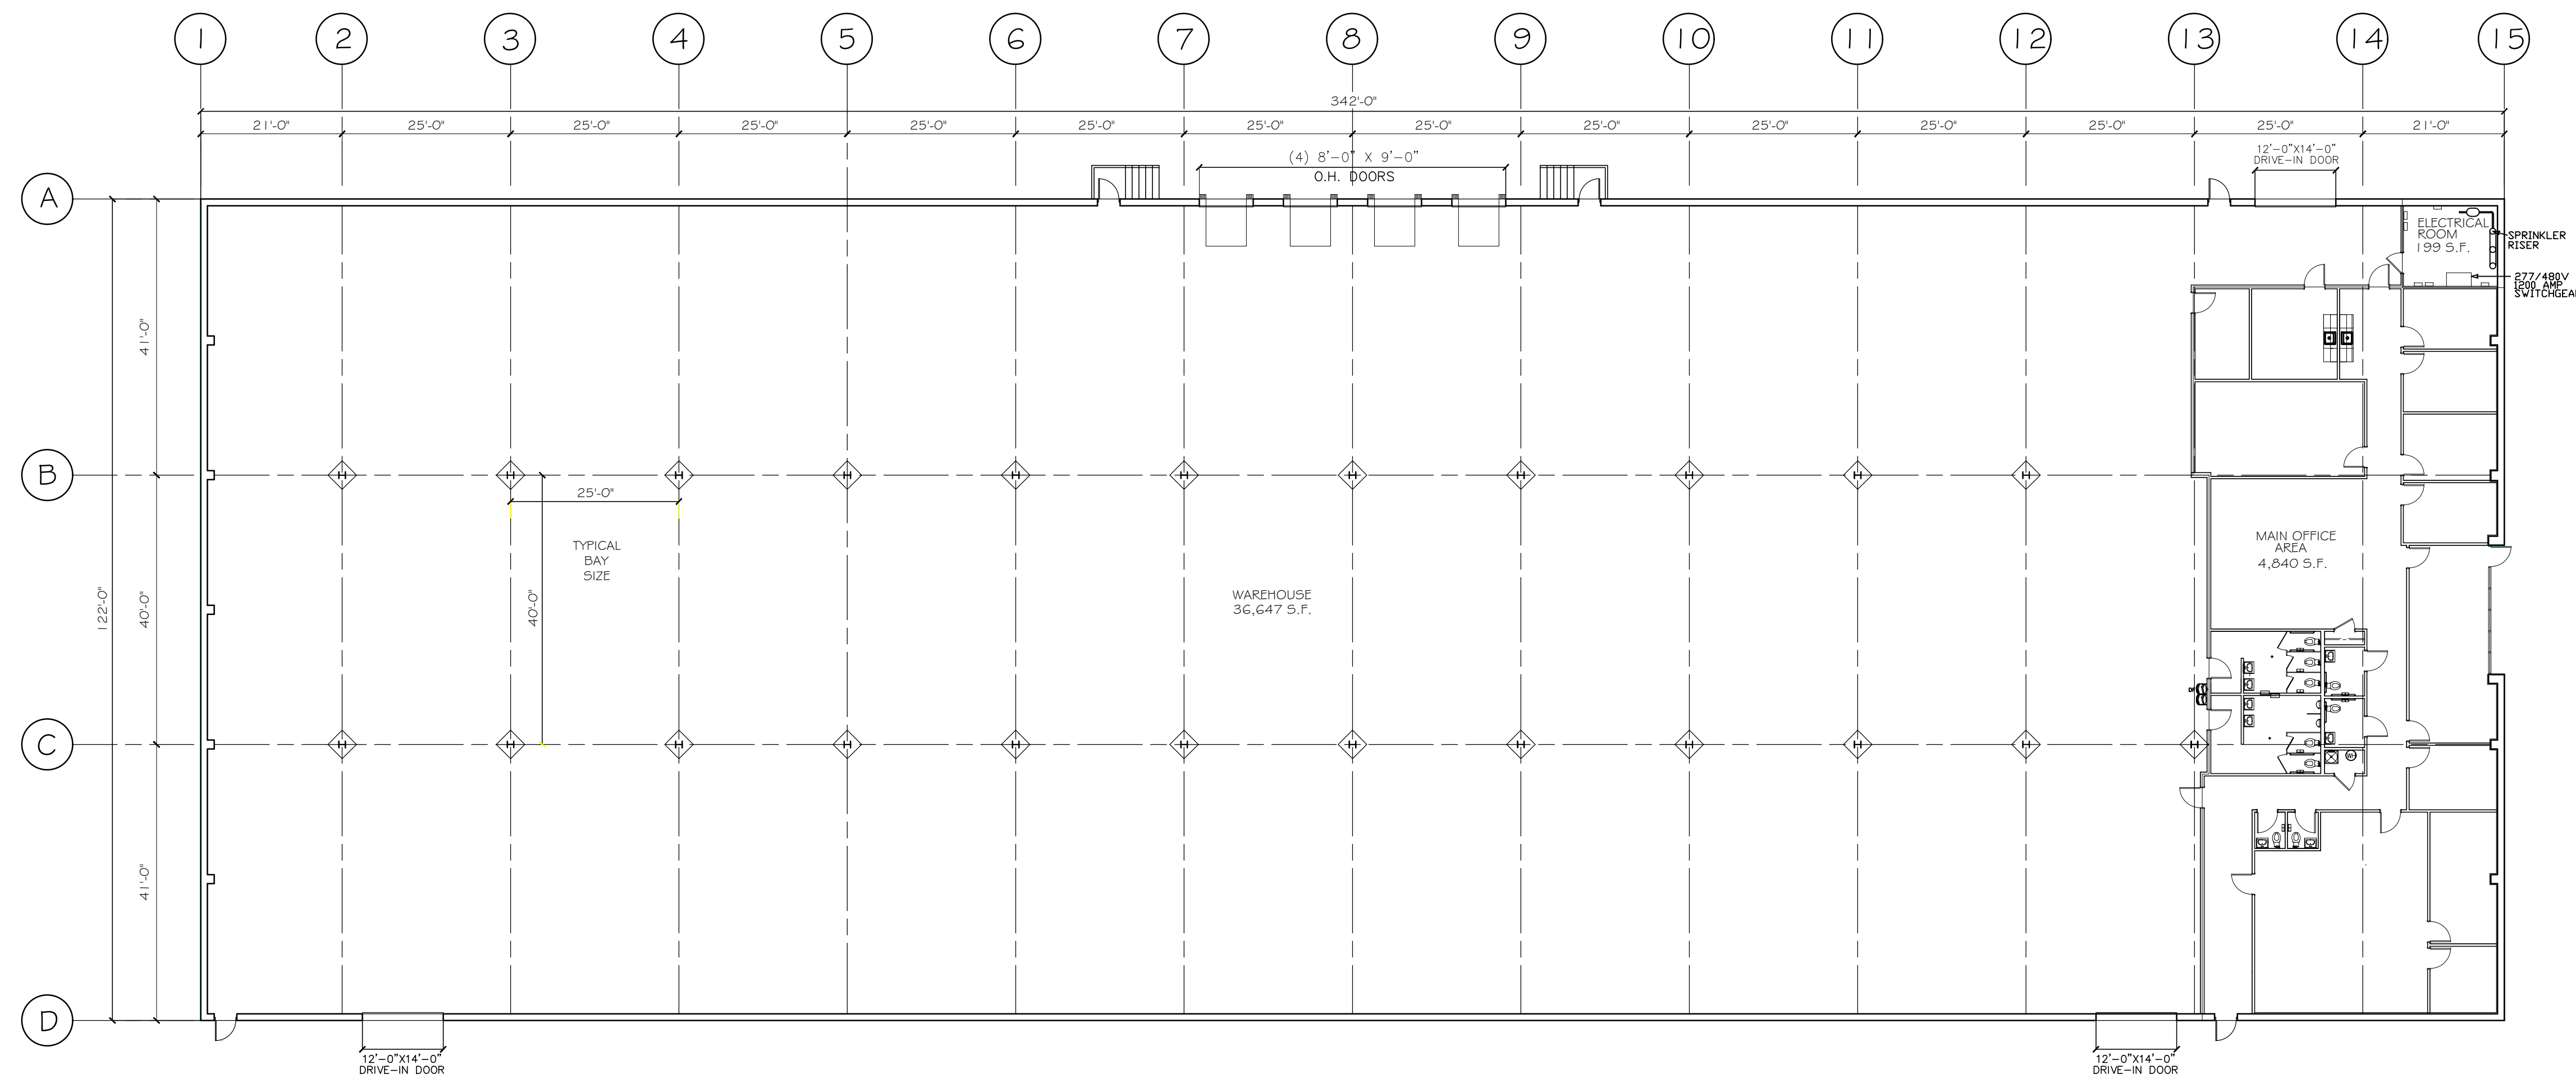 1 2 3 4 5 6 7 8 9 10 11 12 13 14 15
342'-0"
21'-0" 25'-0" 25'-0" 25'-0" 25'-0" 25'-0" 25'-0" 25'-0" 25'-0" 25'-0" 25'-0" 25'-0" 25'-0" 21'-0"
(4) 8'-0" X 9'-0"
O.H. DOORS
12'-0"X14'-0"
DRIVE-IN DOOR
A
ELECTRICAL
ROOM
199 S.F.
SPRINKLER
RISER
277/480V
1200 AMP
SWITCHGEA
41'-0"
B
25'-0"
TYPICAL
BAY
SIZE
40'-0"
122'-0"
40'-0"
WAREHOUSE
36,647 S.F.
MAIN OFFICE
AREA
4,840 S.F.
DF
C
WH
41'-0"
D
12'-0"X14'-0"
DRIVE-IN DOOR
12'-0"X14'-0"
DRIVE-IN DOOR